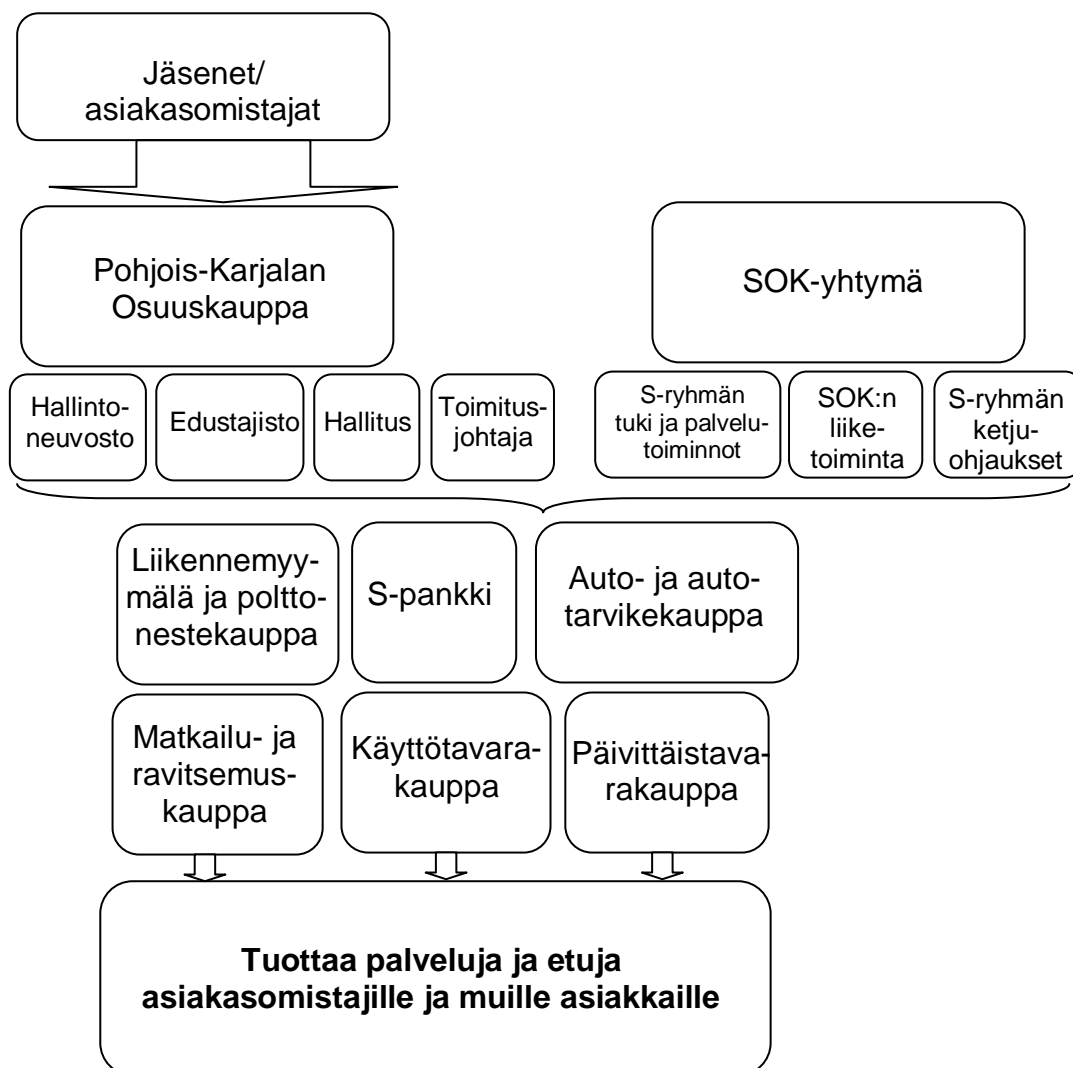 Jäsenet/
asiakasomistajat
Pohjois-Karjalan
Osuuskauppa
SOK-yhtymä
Hallinto-
neuvosto
Edustajisto
Hallitus
Toimitus-
johtaja
S-ryhmän
tuki ja palvelu-
toiminnot
SOK:n
liike-
toiminta
S-ryhmän
ketju-
ohjaukset
Liikennemyy-
mälä ja poltto-
nestekauppa
S-pankki
Auto- ja auto-
tarvikekauppa
Matkailu- ja
ravitsemus-
kauppa
Käyttötavara-
kauppa
Päivittäistava-
rakauppa
Tuottaa palveluja ja etuja
asiakasomistajille ja muille asiakkaille